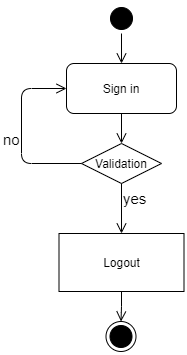 Sign in
no
Validation
yes
Logout